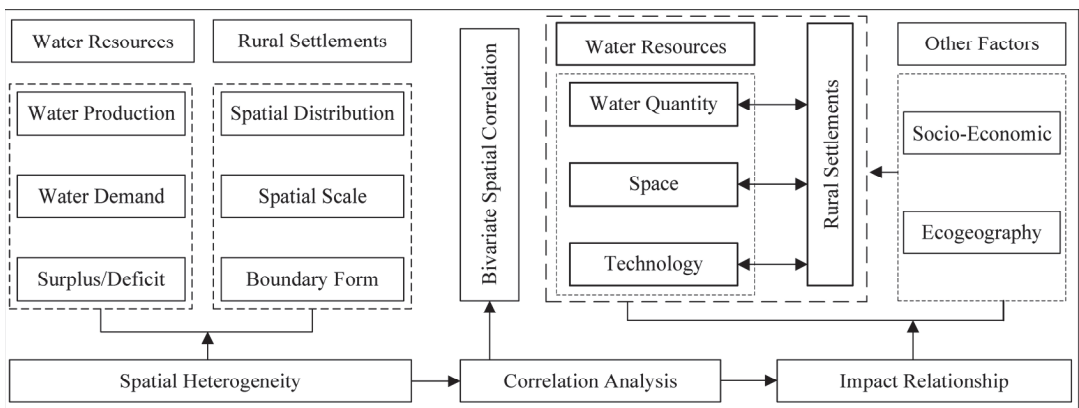 Water Resources
Rural Settlements
Water Production
Water Demand
Surplus/Deficit
Spatial Distribution
Spatial Scale
Boundary Form
Spatial Heterogeneity
Bivariate Spatial Correlation
Correlation Analysis
Water Resources
Water Quantity
Space
Technology
Rural Settlements
Other Factors
Socio-Economic
Ecogeography
Impact Relationship